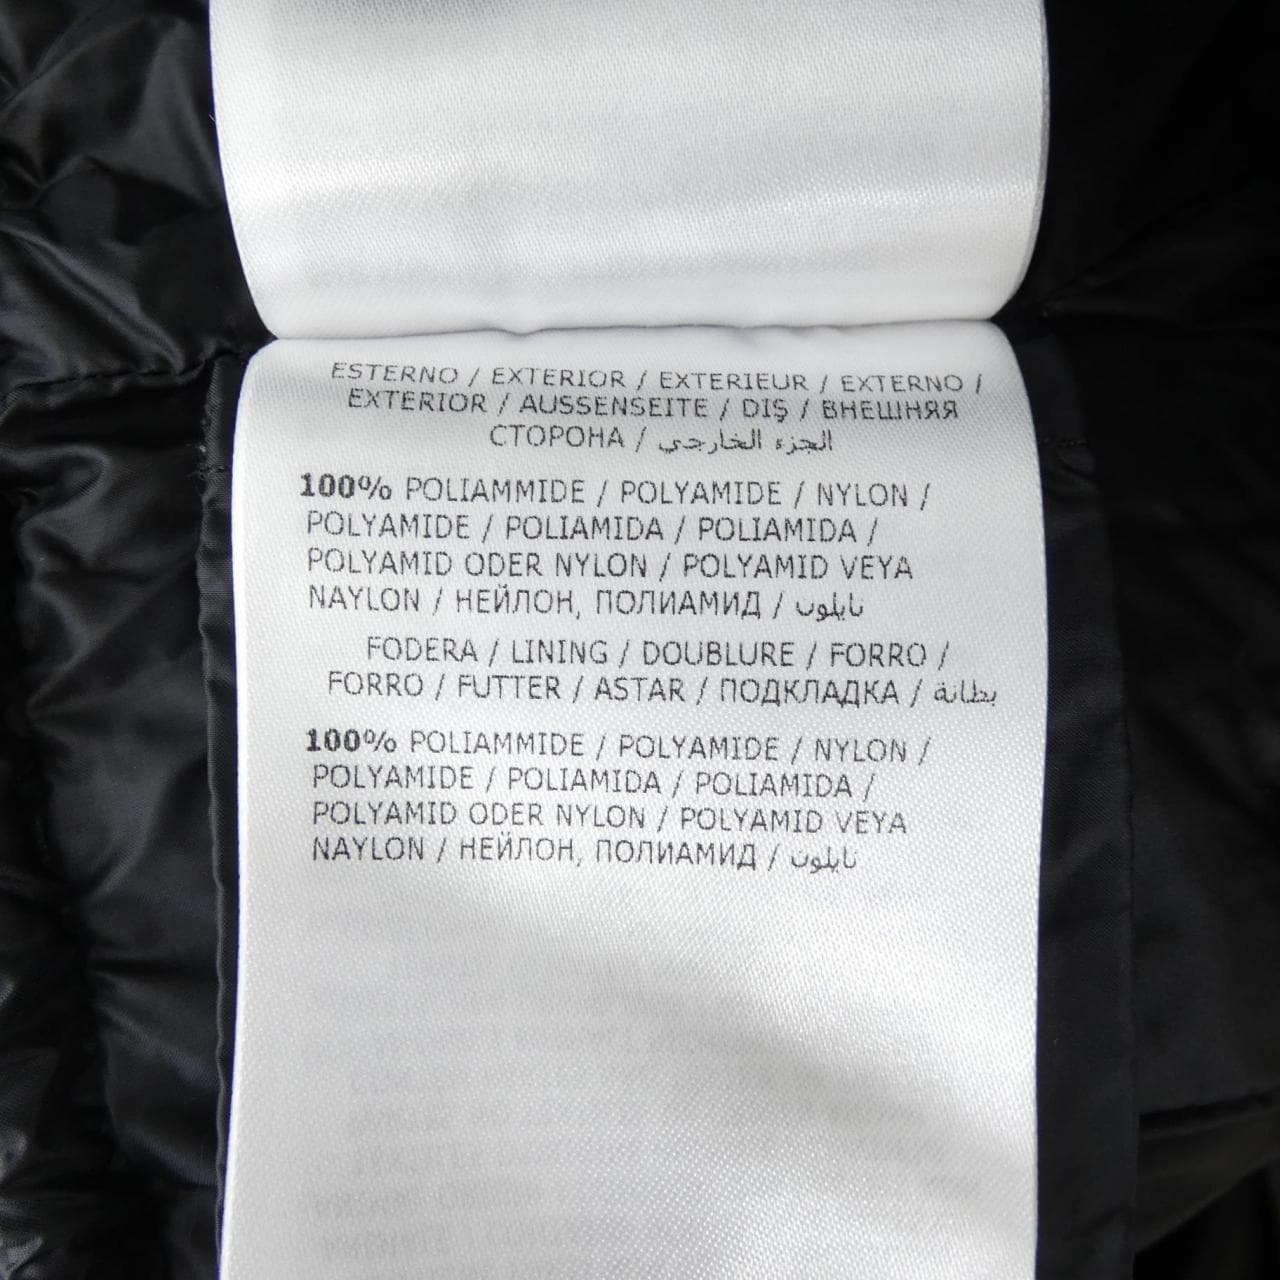 ESTERNO / EXTERIOR / EXTERIEUR / EXTERNO /
EXTERIOR / AUSSENSEITE / DIŞ / ВНЕШНЯЯ
СТОРОНА / الجزء الخارجي
100% POLIAMMIDE / POLYAMIDE / NYLON /
POLYAMIDE / POLIAMIDA / POLIAMIDA /
POLYAMID ODER NYLON / POLYAMID VEYA
NAYLON / НЕЙЛОН, ПОЛИАМИД / نايلون
FODERA / LINING / DOUBLURE / FORRO /
FORRO / FUTTER / ASTAR / ПОДКЛАДКА / بطانة
100% POLIAMMIDE / POLYAMIDE / NYLON /
POLYAMIDE / POLIAMIDA / POLIAMIDA /
POLYAMID ODER NYLON / POLYAMID VEYA
NAYLON / НЕЙЛОН, ПОЛИАМИД / نايلون